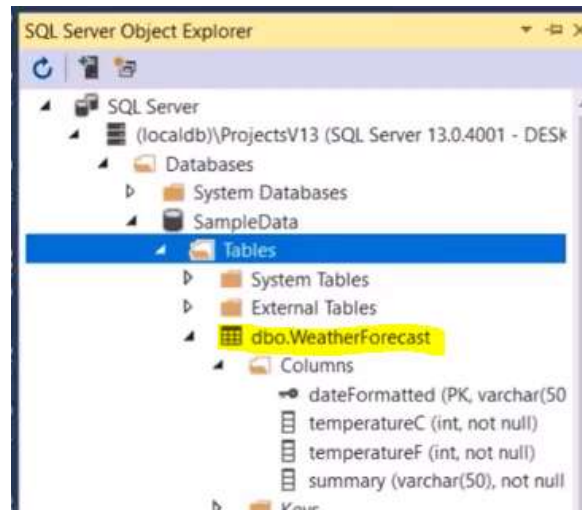 SQL Server Object Explorer
SQL Server
(localdb)\ProjectsV13 (SQL Server 13.0.4001 - DESK
Databases
System Databases
SampleData
Tables
System Tables
External Tables
dbo.WeatherForecast
Columns
dateFormatted (PK, varchar(50
temperatureC (int, not null)
temperatureF (int, not null)
summary (varchar(50), not null
Keys